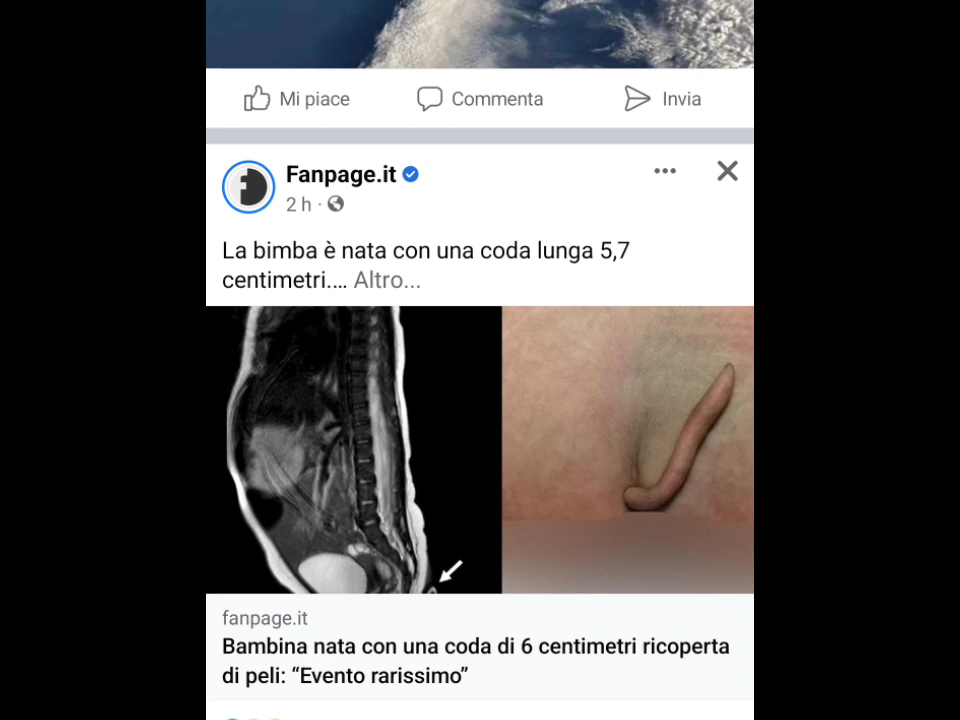 Mi piace
Commenta
Invia
Fanpage.it
2 h ·
La bimba è nata con una coda lunga 5,7
centimetri.... Altro...
fanpage.it
Bambina nata con una coda di 6 centimetri ricoperta
di peli: “Evento rarissimo”